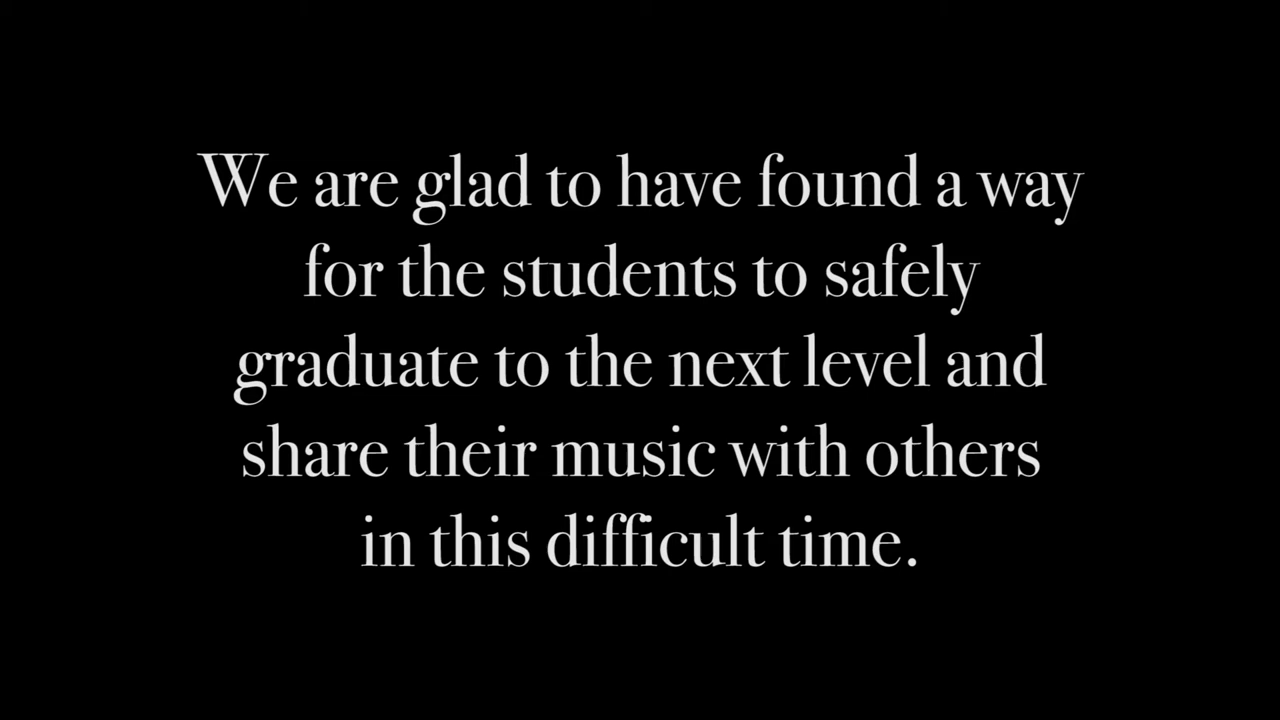 We are glad to have found a way
for the students to safely
graduate to the next level and
share their music with others
in this difficult time.